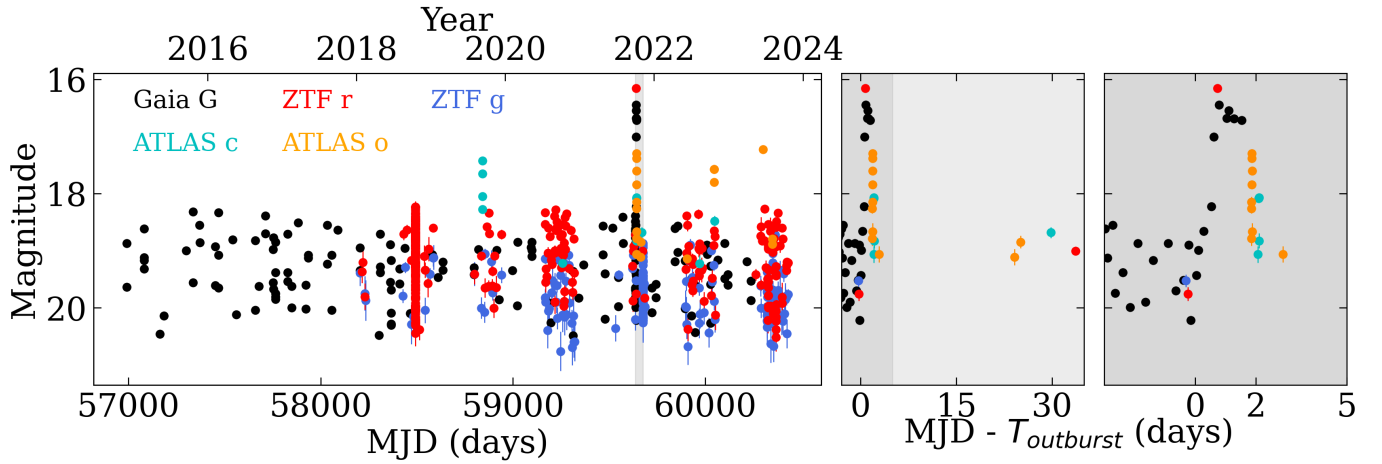 Year
2016 2018 2020 2022 2024
16
18
20
Magnitude
Gaia G ZTF r ZTF g
ATLAS c ATLAS o
57000 58000 59000 60000
0 15 30
0 2 5
MJD (days)
MJD - T_outburst (days)